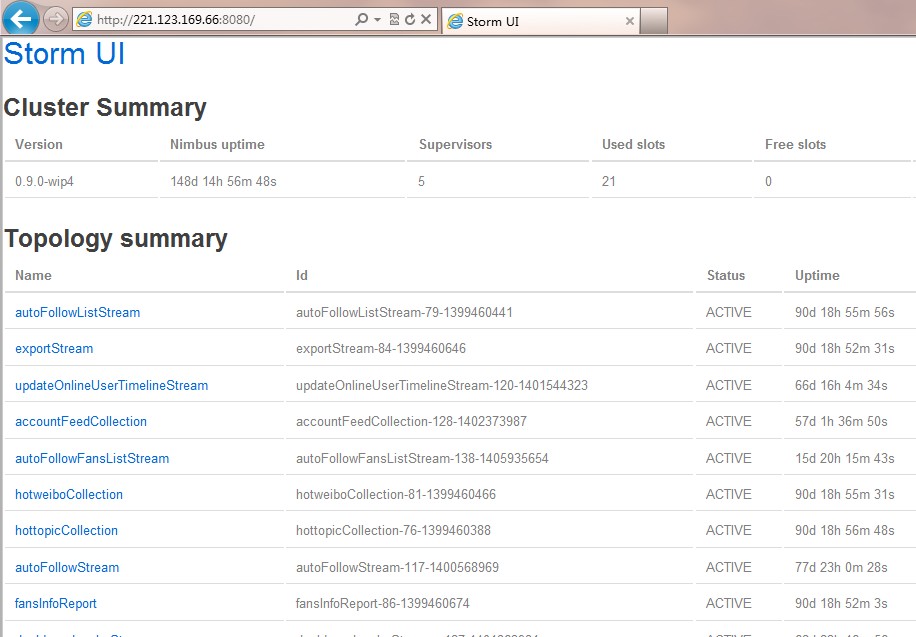 http://221.123.169.66:8080/
Storm UI
Storm UI
Cluster Summary
Version Nimbus uptime Supervisors Used slots Free slots
0.9.0-wip4 148d 14h 56m 48s 5 21 0
Topology summary
Name Id Status Uptime
autoFollowListStream autoFollowListStream-79-1399460441 ACTIVE 90d 18h 55m 56s
exportStream exportStream-84-1399460646 ACTIVE 90d 18h 52m 31s
updateOnlineUserTimelineStream updateOnlineUserTimelineStream-120-1401544323 ACTIVE 66d 16h 4m 34s
accountFeedCollection accountFeedCollection-128-1402373987 ACTIVE 57d 1h 36m 50s
autoFollowFansListStream autoFollowFansListStream-138-1405935654 ACTIVE 15d 20h 15m 43s
hotweiboCollection hotweiboCollection-81-1399460466 ACTIVE 90d 18h 55m 31s
hottopicCollection hottopicCollection-76-1399460388 ACTIVE 90d 18h 56m 48s
autoFollowStream autoFollowStream-117-1400568969 ACTIVE 77d 23h 0m 28s
fansInfoReport fansInfoReport-86-1399460674 ACTIVE 90d 18h 52m 3s